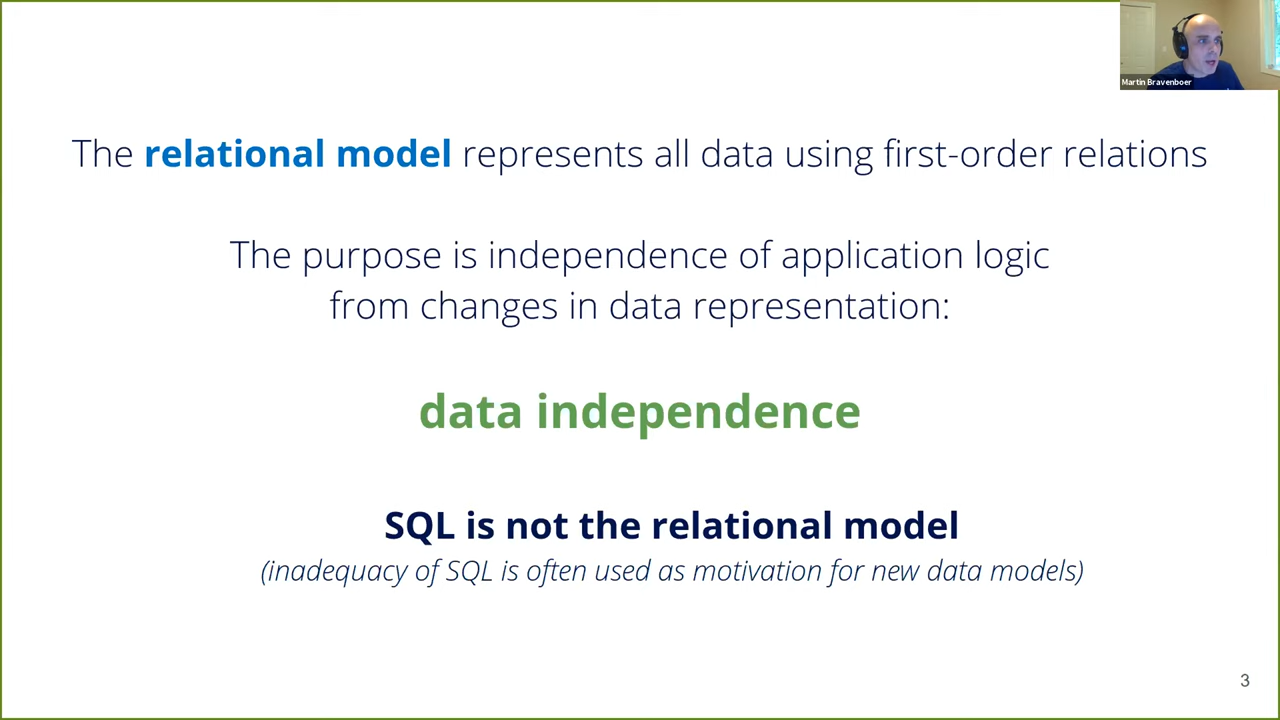 Martin Bravenboer
The relational model represents all data using first-order relations
The purpose is independence of application logic
from changes in data representation:
data independence
SQL is not the relational model
(inadequacy of SQL is often used as motivation for new data models)
3